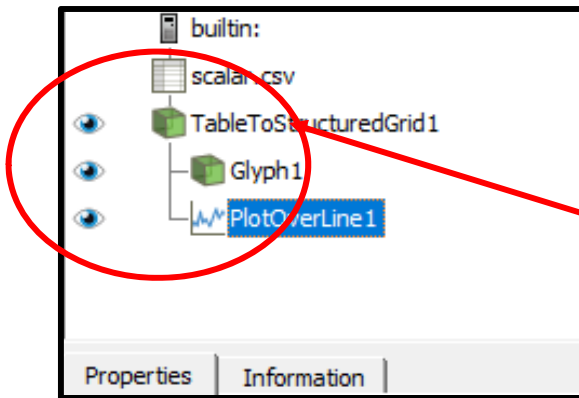 builtin:
scalar.csv
TableToStructuredGrid1
Glyph1
PlotOverLine1
Properties Information